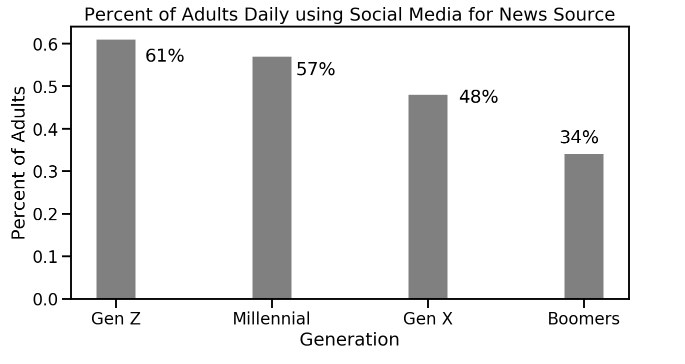 Percent of Adults Daily using Social Media for News Source
Percent of Adults
0.6
0.5
0.4
0.3
0.2
0.1
0.0
61%
57%
48%
34%
Gen Z
Millennial
Gen X
Boomers
Generation